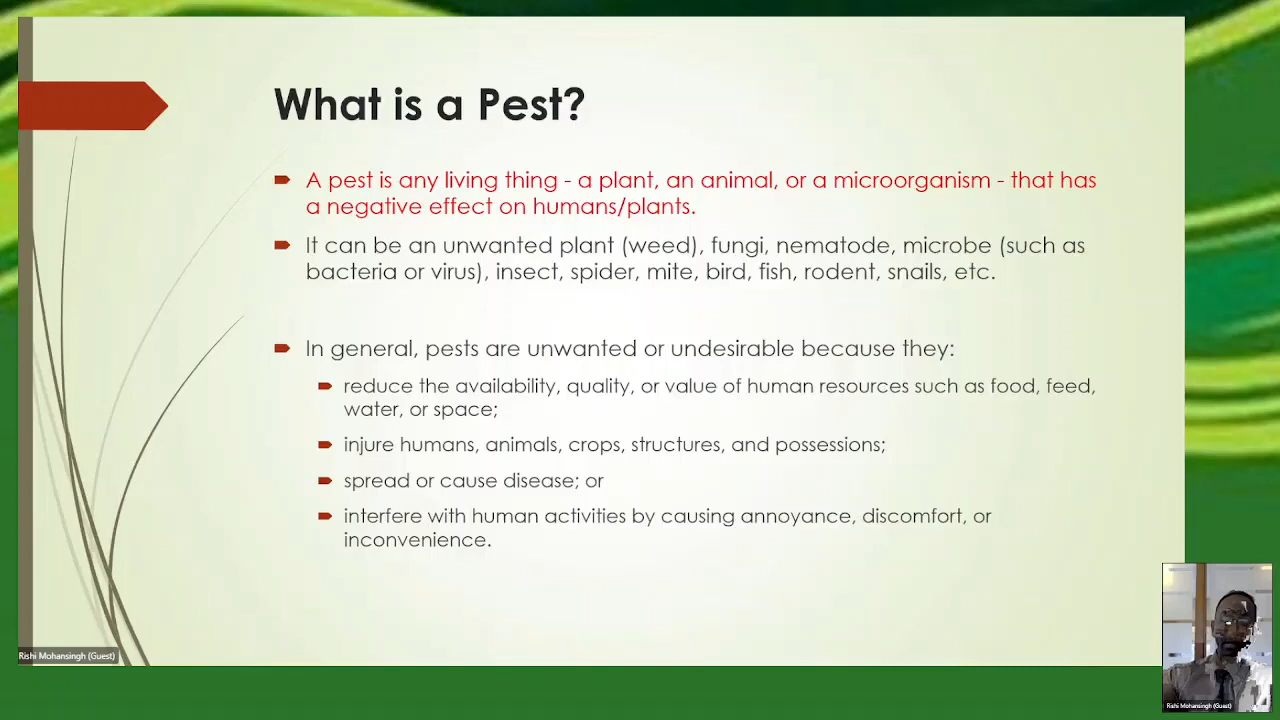 What is a Pest?
A pest is any living thing - a plant, an animal, or a microorganism - that has
a negative effect on humans/plants.
It can be an unwanted plant (weed), fungi, nematode, microbe (such as
bacteria or virus), insect, spider, mite, bird, fish, rodent, snails, etc.
In general, pests are unwanted or undesirable because they:
reduce the availability, quality, or value of human resources such as food, feed,
water, or space;
injure humans, animals, crops, structures, and possessions;
spread or cause disease; or
interfere with human activities by causing annoyance, discomfort, or
inconvenience.
Rishi Mohansingh (Guest)
Rishi Mohansingh (Guest)